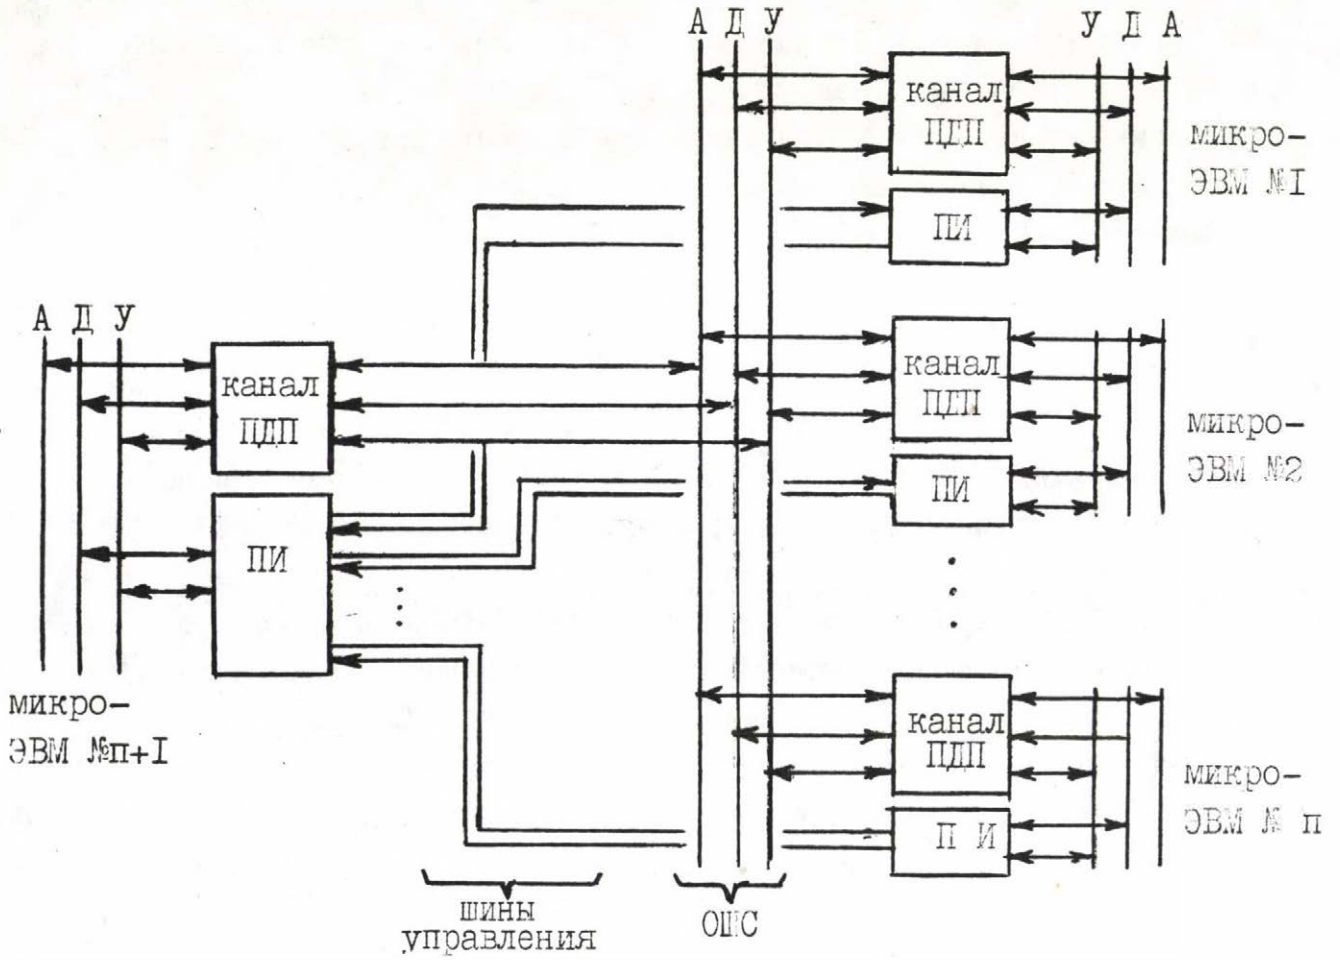 А Д У
У Д А
канал
ПДП
микро-
ЭВМ №I
ПИ
А Д У
канал
ПДП
микро-
ЭВМ №2
ПИ
канал
ПДП
ПИ
микро-
ЭВМ №п+I
канал
ПДП
микро-
ЭВМ № п
П И
шины
управления
ОШС